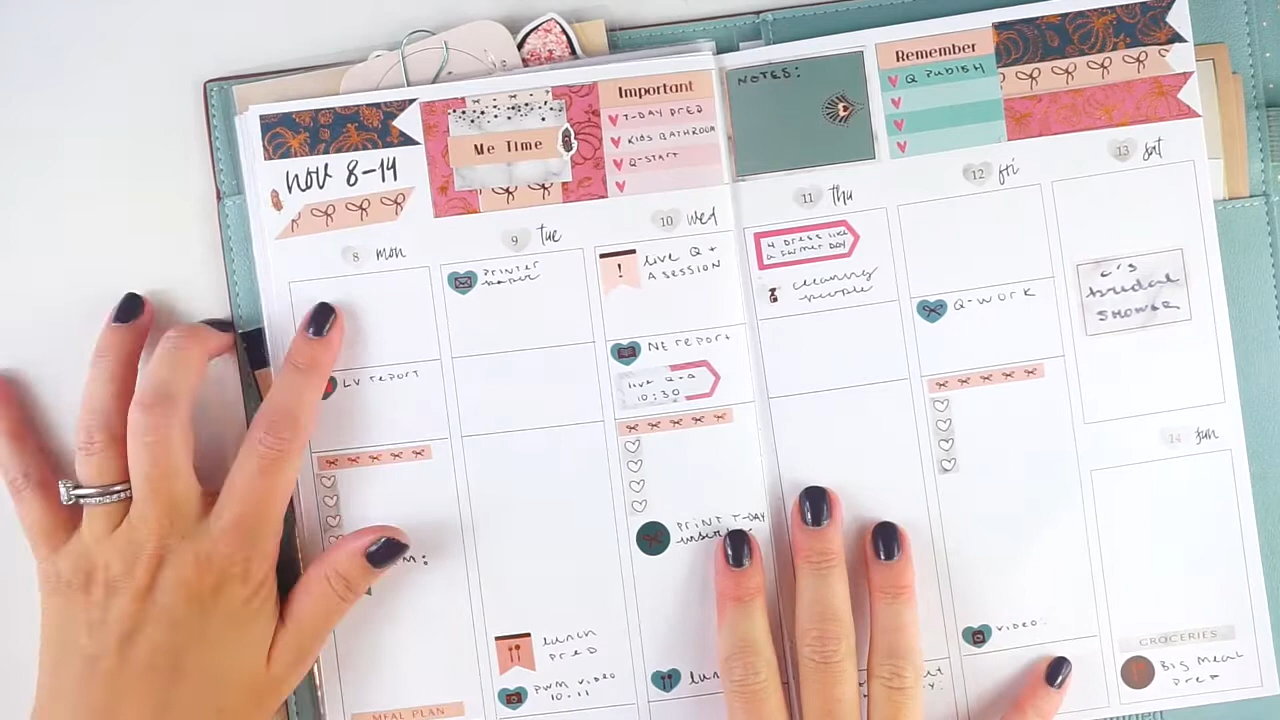 nov 8-14
Me Time
Important
T-DAY PREP
KIDS BATHROOM
Q-START
NOTES:
Remember
Q PUBLISH
8 mon
LV report
MEAL PLAN
9 tue
PRINTER
paper
lunch
PREP
PWM VIDEO
10.11
10 wed
!
live Q +
A SESSION
NE report
live Q+A
10:30
PRINT T-DAY
11 thu
4 DRESS like
a SWMER DAY
cleaning
people
12 fri
Q-WORK
VIDEO:
13 sat
C'S
bridal
SHOWER
14 sun
GROCERIES
BIG MEAL
PREP